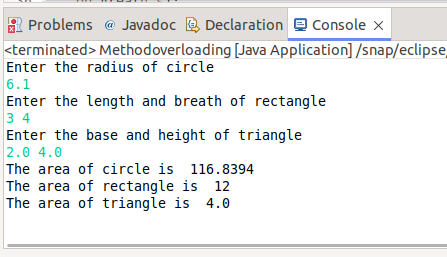 Problems @ Javadoc Declaration Console
<terminated> Methodoverloading [Java Application] /snap/eclipse/
Enter the radius of circle
6.1
Enter the length and breath of rectangle
3 4
Enter the base and height of triangle
2.0 4.0
The area of circle is  116.8394
The area of rectangle is  12
The area of triangle is  4.0